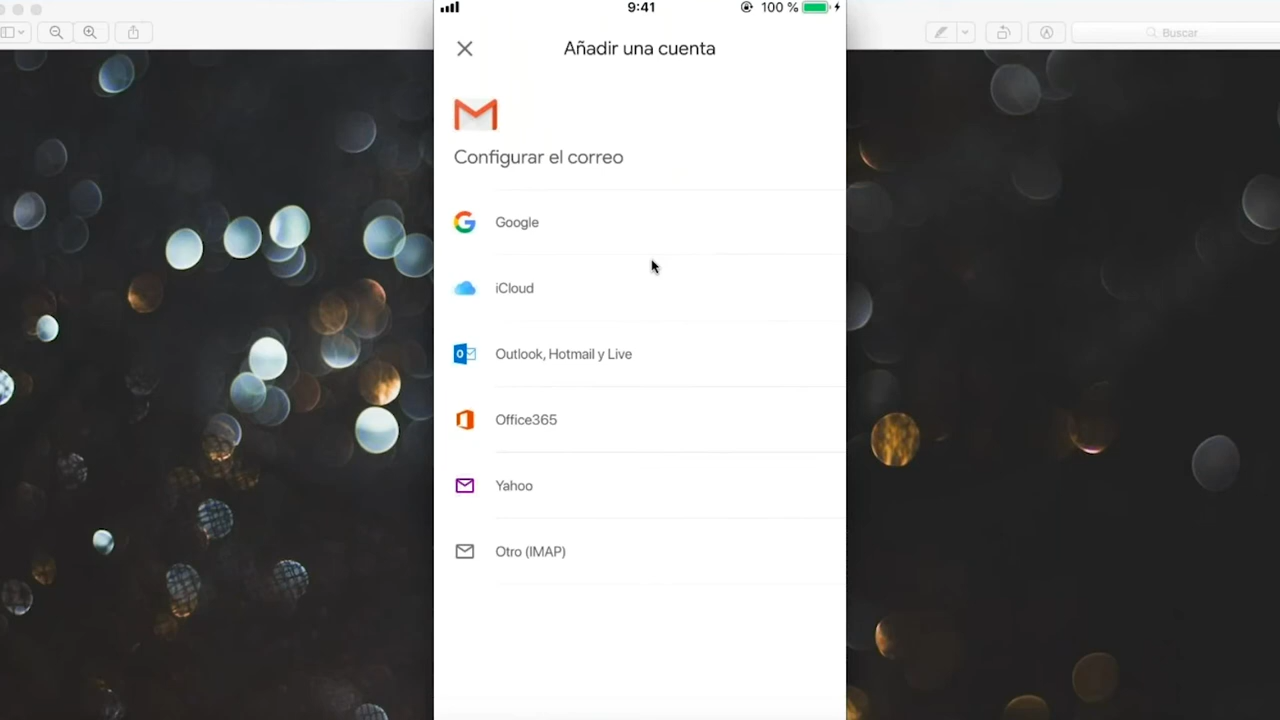 9:41
100 %
Buscar
Añadir una cuenta
Configurar el correo
Google
iCloud
Outlook, Hotmail y Live
Office365
Yahoo
Otro (IMAP)